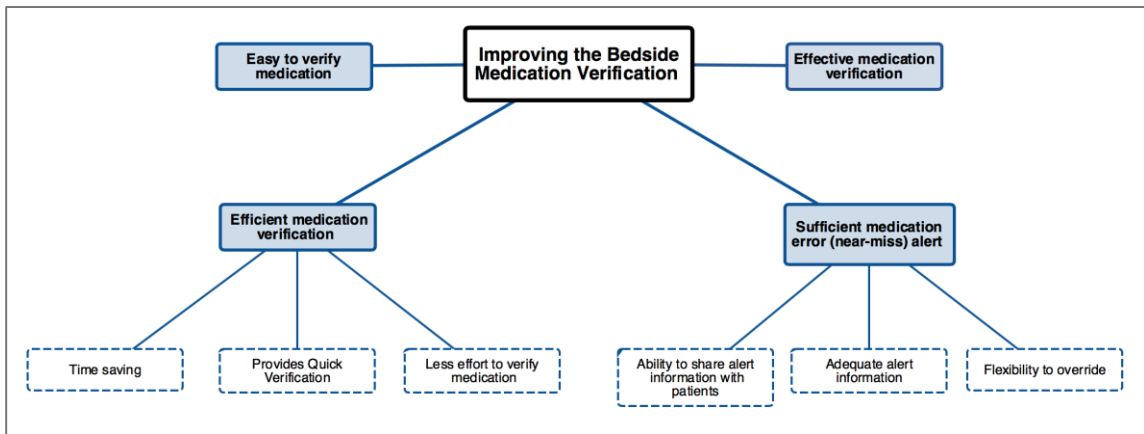 Easy to verify
medication
Improving the Bedside
Medication Verification
Effective medication
verification
Efficient medication
verification
Sufficient medication
error (near-miss) alert
Time saving
Provides Quick
Verification
Less effort to verify
medication
Ability to share alert
information with
patients
Adequate alert
information
Flexibility to override